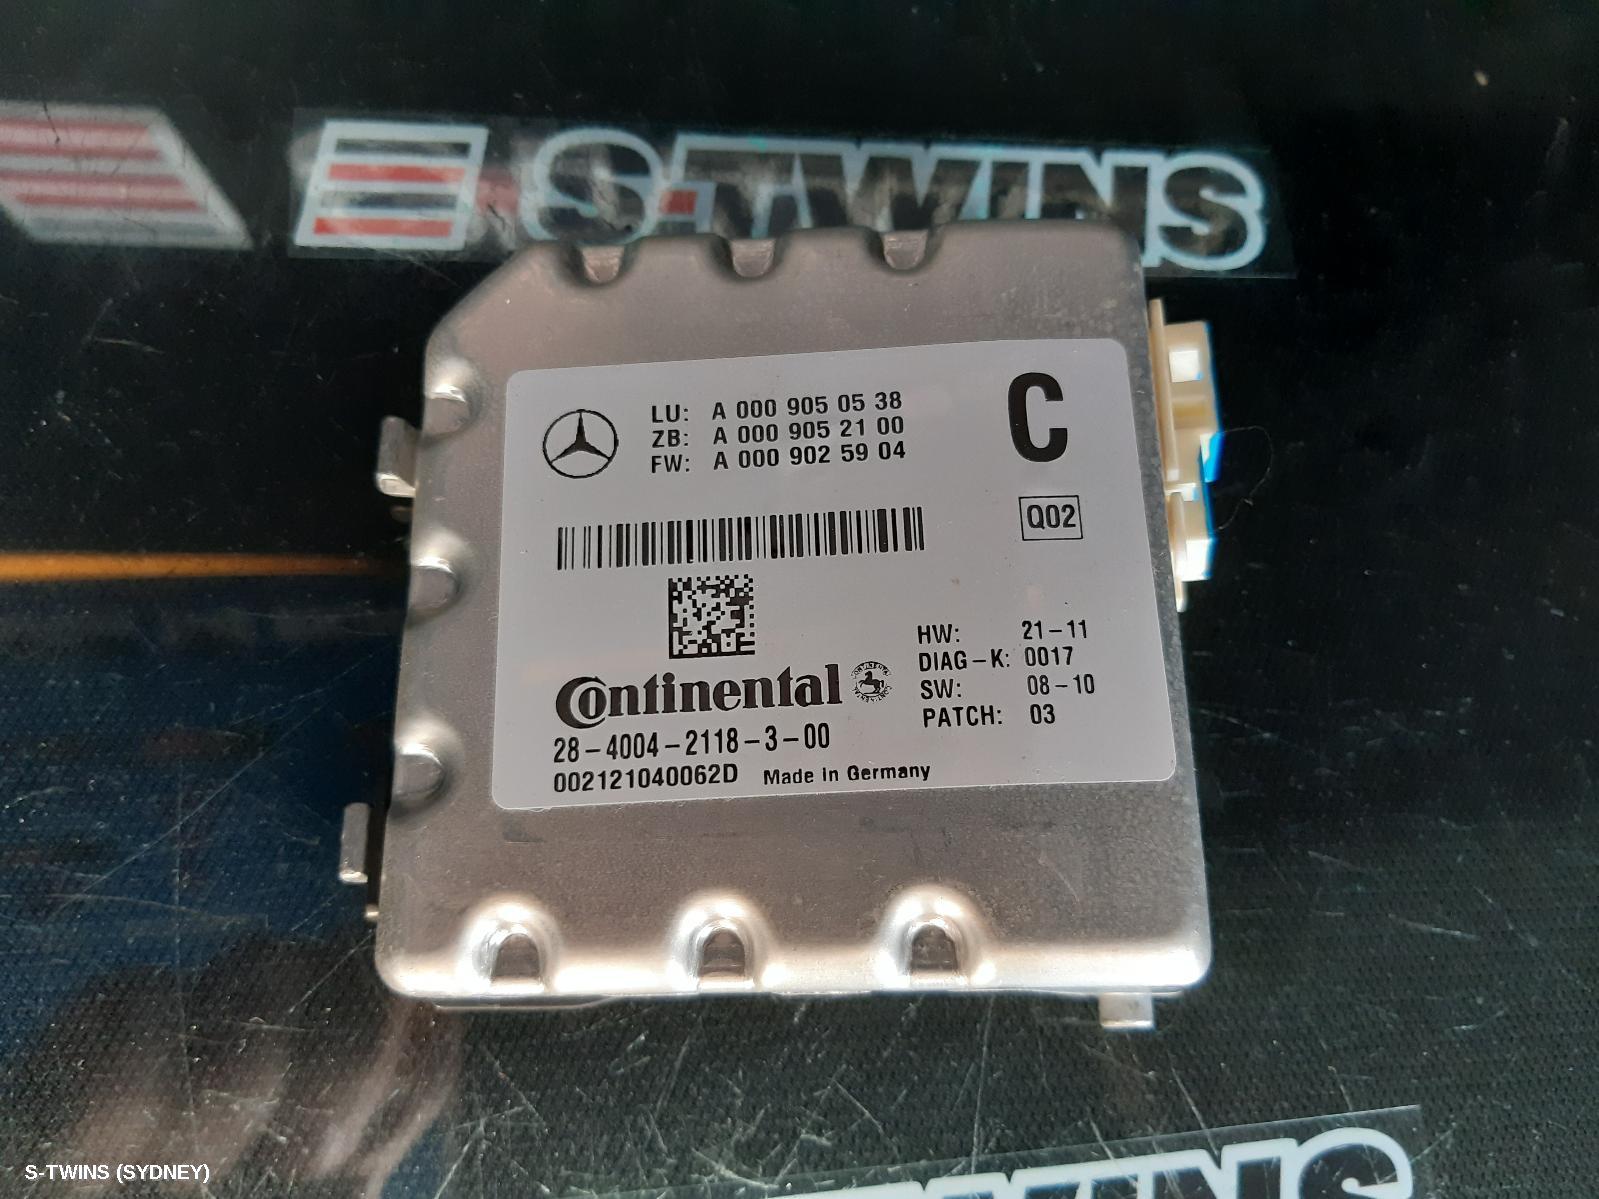 S-TWINS
LU: A 000 905 05 38
ZB: A 000 905 21 00
FW: A 000 902 59 04
C
Q02
HW: 21-11
DIAG-K: 0017
SW: 08-10
PATCH: 03
Continental
28-4004-2118-3-00
002121040062D Made in Germany
S-TWINS
S-TWINS (SYDNEY)